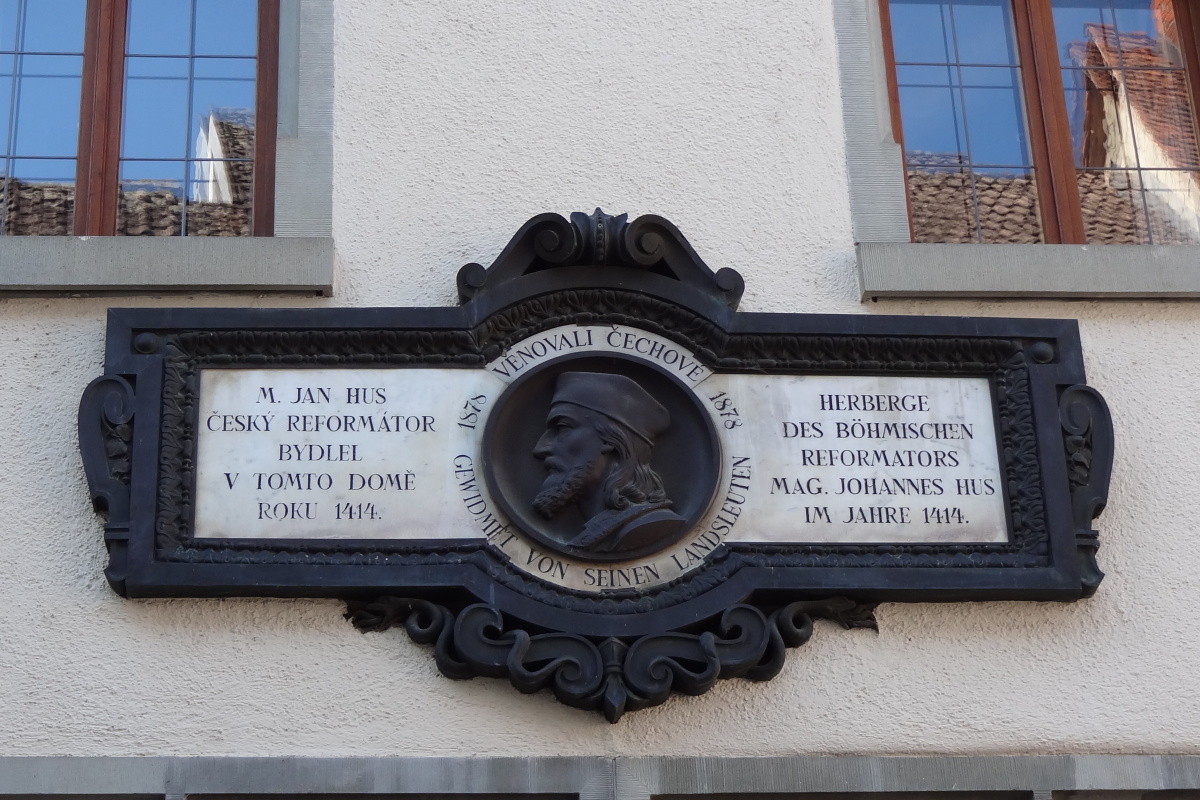 M. JAN HUS
ČESKÝ REFORMÁTOR
BYDLEL
V TOMTO DOMĚ
ROKU 1414.
VĚNOVALI ČECHOVÉ
1878
1878
GEWIDMET VON SEINEN LANDSLEUTEN
HERBERGE
DES BÖHMISCHEN
REFORMATORS
MAG. JOHANNES HUS
IM JAHRE 1414.